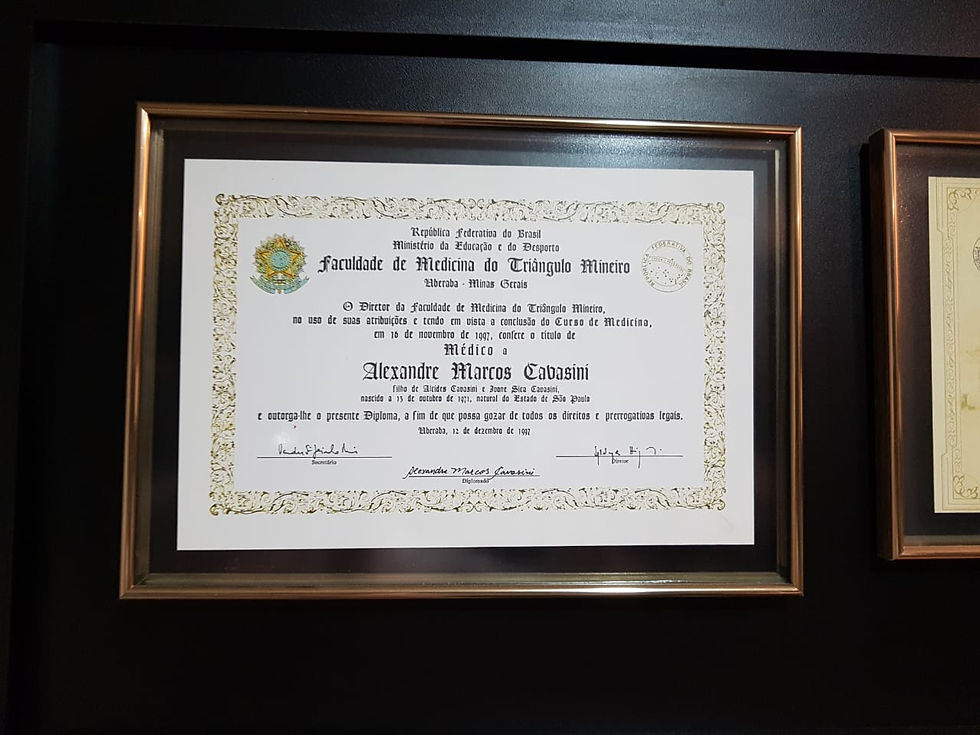 República Federativa do Brasil
Ministério da Educação e do Desporto
Faculdade de Medicina do Triângulo Mineiro
Uberaba - Minas Gerais
O Diretor da Faculdade de Medicina do Triângulo Mineiro,
no uso de suas atribuições e tendo em vista a conclusão do Curso de Medicina,
em de novembro de 1997, confere o título de
Médico a
Alexandre Marcos Cavasini
filho de Alcides Cavasini e Ivone Sica Cavasini,
nascido a 13 de outubro de 1971, natural do Estado de São Paulo
e outorga-lhe o presente Diploma, a fim de que possa gozar de todos os direitos e prerrogativas legais.
Uberaba, 12 de dezembro de 1997
Secretário
Diretor
Alexandre Marcos Cavasini
Diplomado